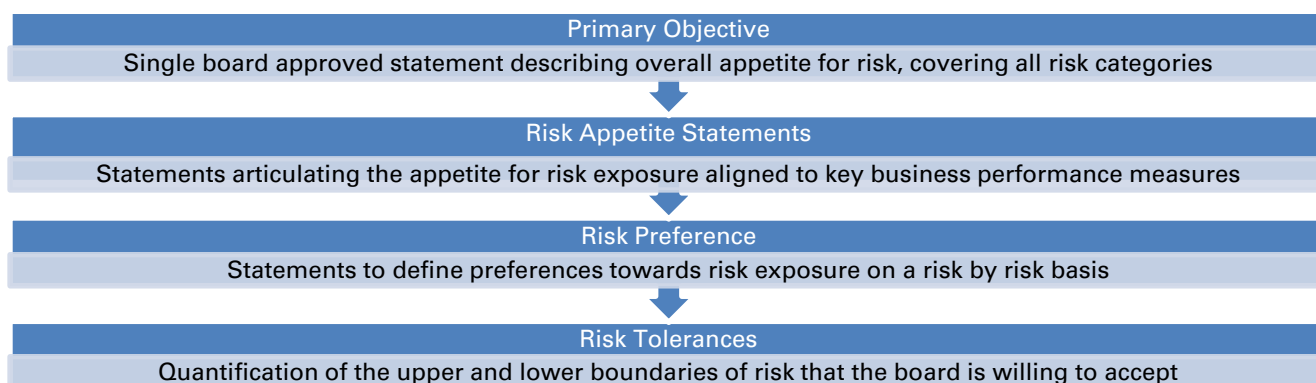 Primary Objective
Single board approved statement describing overall appetite for risk, covering all risk categories
Risk Appetite Statements
Statements articulating the appetite for risk exposure aligned to key business performance measures
Risk Preference
Statements to define preferences towards risk exposure on a risk by risk basis
Risk Tolerances
Quantification of the upper and lower boundaries of risk that the board is willing to accept